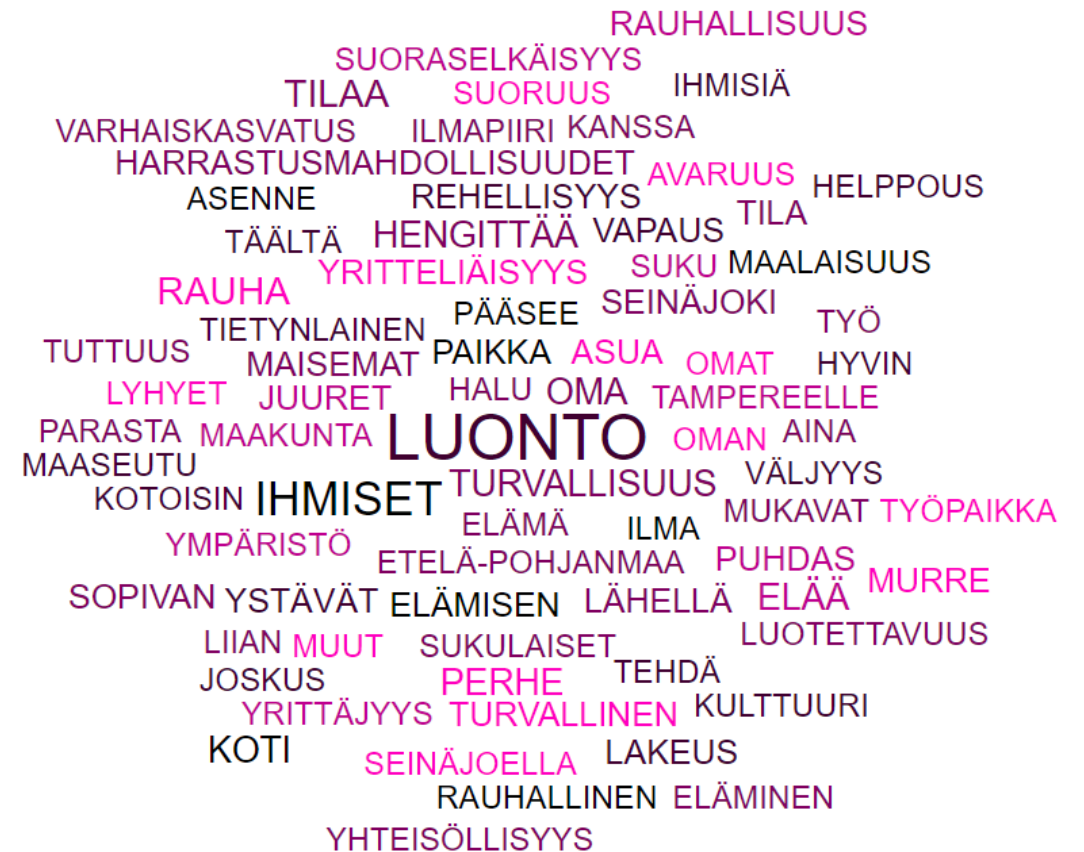 RAUHALLISUUS
SUORASELKÄISYYS
TILAA SUORUUS IHMISIÄ
VARHAISKASVATUS ILMAPIIRI KANSSA
HARRASTUSMAHDOLLISUUDET AVARUUS HELPPOUS
ASENNE REHELLISYYS TILA
TÄÄLTÄ HENGITTÄÄ VAPAUS
YRITTELIÄISYYS SUKU MAALAISUUS
RAUHA PÄÄSEE SEINÄJOKI
TIETYNLAINEN TYÖ
TUTTUUS MAISEMAT PAIKKA ASUA OMAT HYVIN
LYHYET JUURET HALU OMA TAMPEREELLE
PARASTA MAAKUNTA LUONTO OMAN AINA
MAASEUTU TURVALLISUUS VÄLJYYS
KOTOISIN IHMISET MUKAVAT TYÖPAIKKA
ELÄMÄ ILMA
YMPÄRISTÖ ETELÄ-POHJANMAA PUHDAS
SOPIVAN YSTÄVÄT ELÄMISEN LÄHELLÄ ELÄÄ MURRE
LIIAN MUUT SUKULAISET LUOTETTAVUUS
JOSKUS PERHE TEHDÄ
YRITTÄJYYS TURVALLINEN KULTTUURI
KOTI SEINÄJOELLA LAKEUS
RAUHALLINEN ELÄMINEN
YHTEISÖLLISYYS